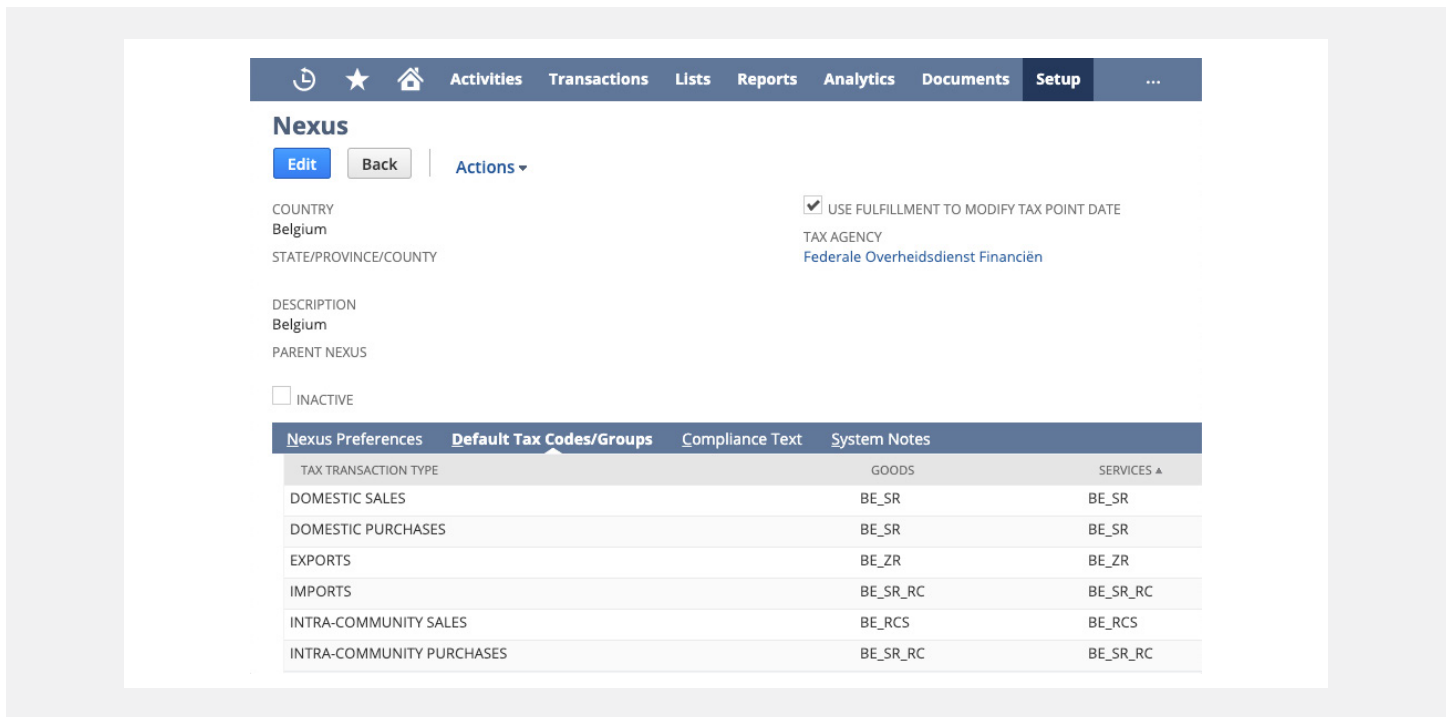 Activities Transactions Lists Reports Analytics Documents Setup ...
Nexus
Edit Back Actions
COUNTRY
Belgium
STATE/PROVINCE/COUNTY
DESCRIPTION
Belgium
PARENT NEXUS
INACTIVE
USE FULFILLMENT TO MODIFY TAX POINT DATE
TAX AGENCY
Federale Overheidsdienst Financiën
Nexus Preferences Default Tax Codes/Groups Compliance Text System Notes
TAX TRANSACTION TYPE GOODS SERVICES
DOMESTIC SALES BE_SR BE_SR
DOMESTIC PURCHASES BE_SR BE_SR
EXPORTS BE_ZR BE_ZR
IMPORTS BE_SR_RC BE_SR_RC
INTRA-COMMUNITY SALES BE_RCS BE_RCS
INTRA-COMMUNITY PURCHASES BE_SR_RC BE_SR_RC